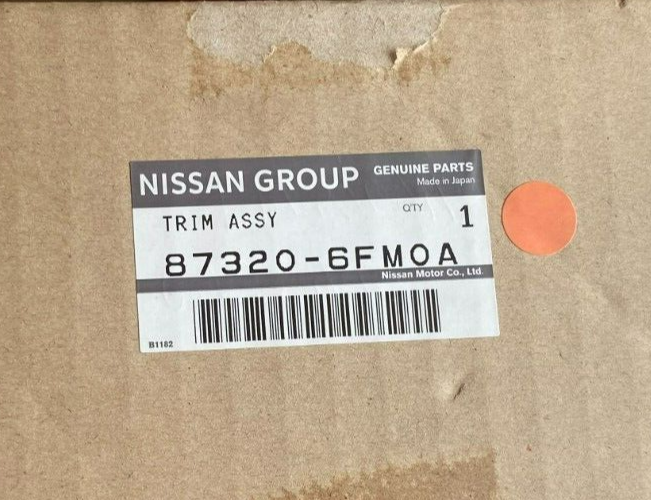 NISSAN GROUP GENUINE PARTS
Made in Japan
TRIM ASSY QTY 1
87320-6FM0A
Nissan Motor Co., Ltd.
B1182